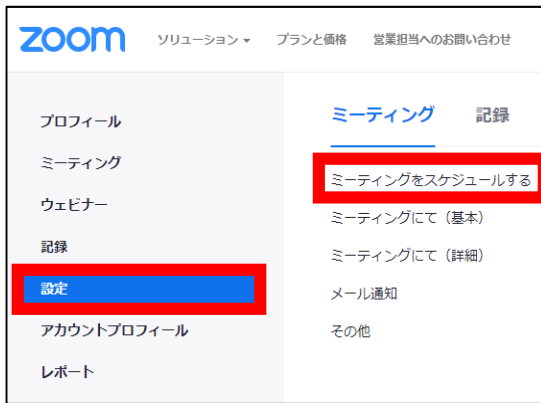 zoom ソリューション プランと価格 営業担当へのお問い合わせ
プロフィール
ミーティング
ウェビナー
記録
設定
アカウントプロフィール
レポート
ミーティング 記録
ミーティングをスケジュールする
ミーティングにて（基本）
ミーティングにて（詳細）
メール通知
その他